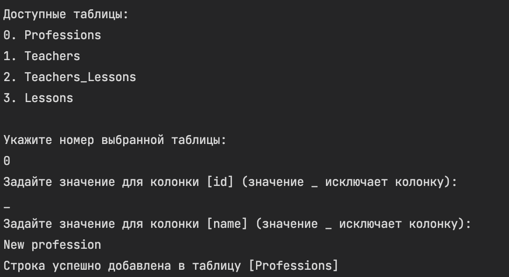 Доступные таблицы:
0. Professions
1. Teachers
2. Teachers_Lessons
3. Lessons
Укажите номер выбранной таблицы:
0
Задайте значение для колонки [id] (значение _ исключает колонку):
_
Задайте значение для колонки [name] (значение _ исключает колонку):
New profession
Строка успешно добавлена в таблицу [Professions]